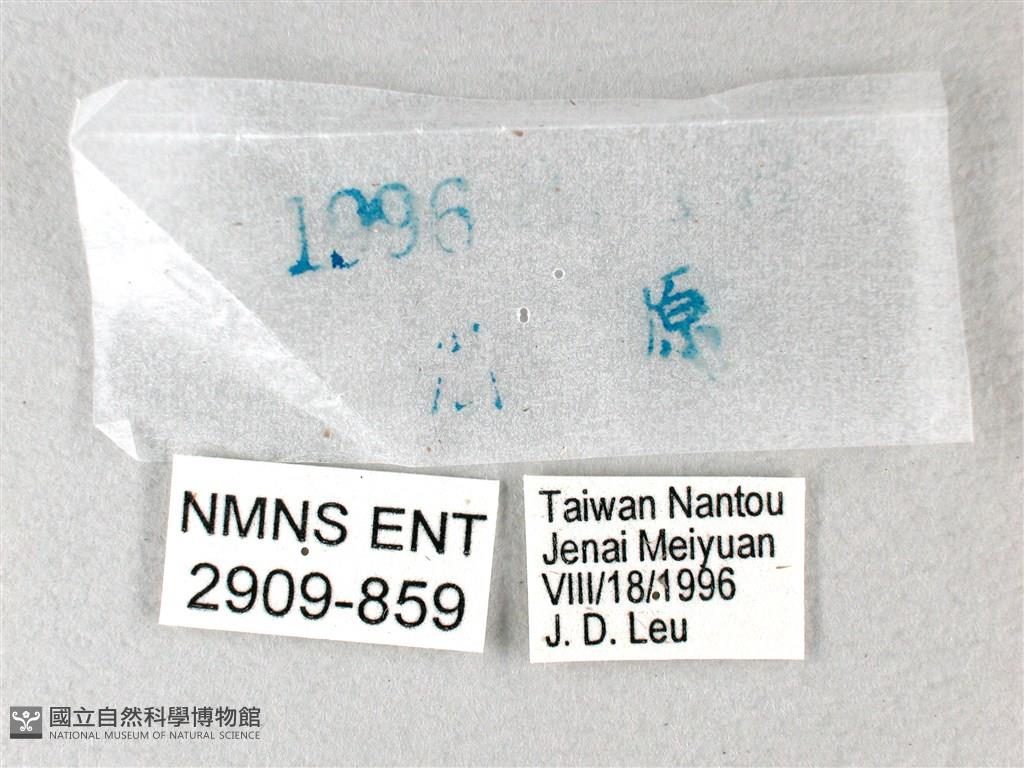 1996
原
NMNS ENT
2909-859
Taiwan Nantou
Jenai Meiyuan
VIII/18/1996
J. D. Leu
國立自然科學博物館
NATIONAL MUSEUM OF NATURAL SCIENCE